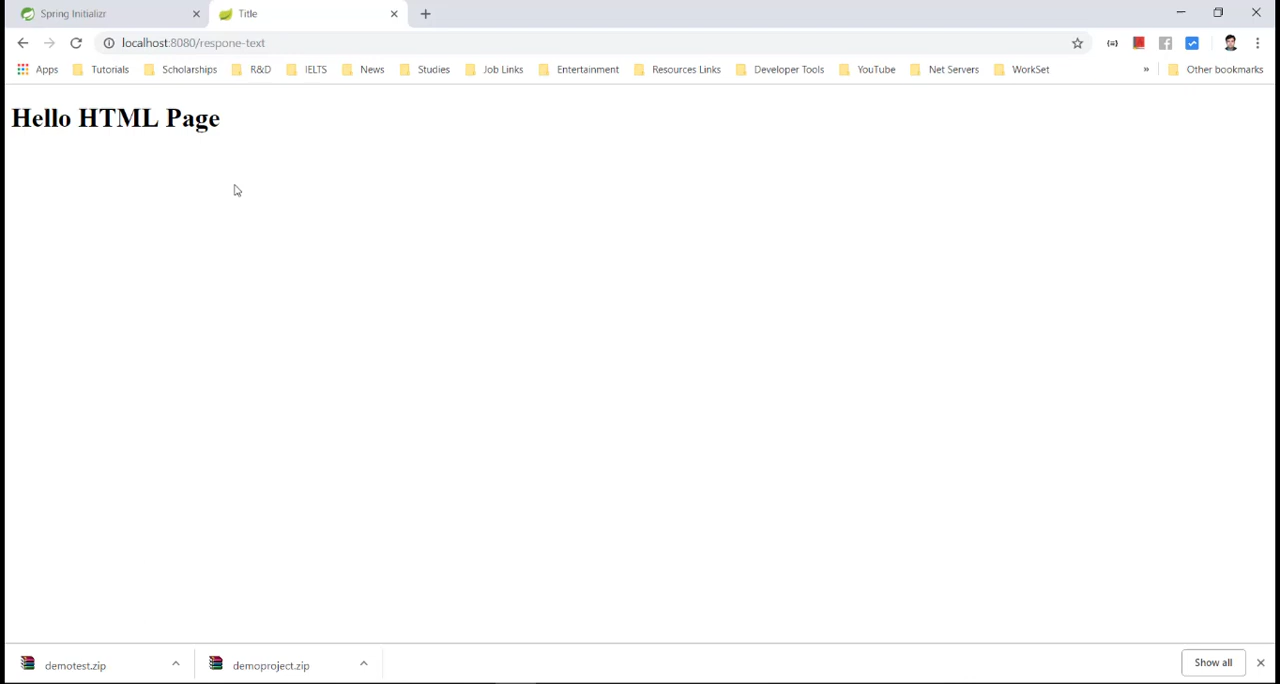 Spring Initializr
Title
localhost:8080/respone-text
Apps Tutorials Scholarships R&D IELTS News Studies Job Links Entertainment Resources Links Developer Tools YouTube Net Servers WorkSet » Other bookmarks
Hello HTML Page
demotest.zip demoproject.zip Show all